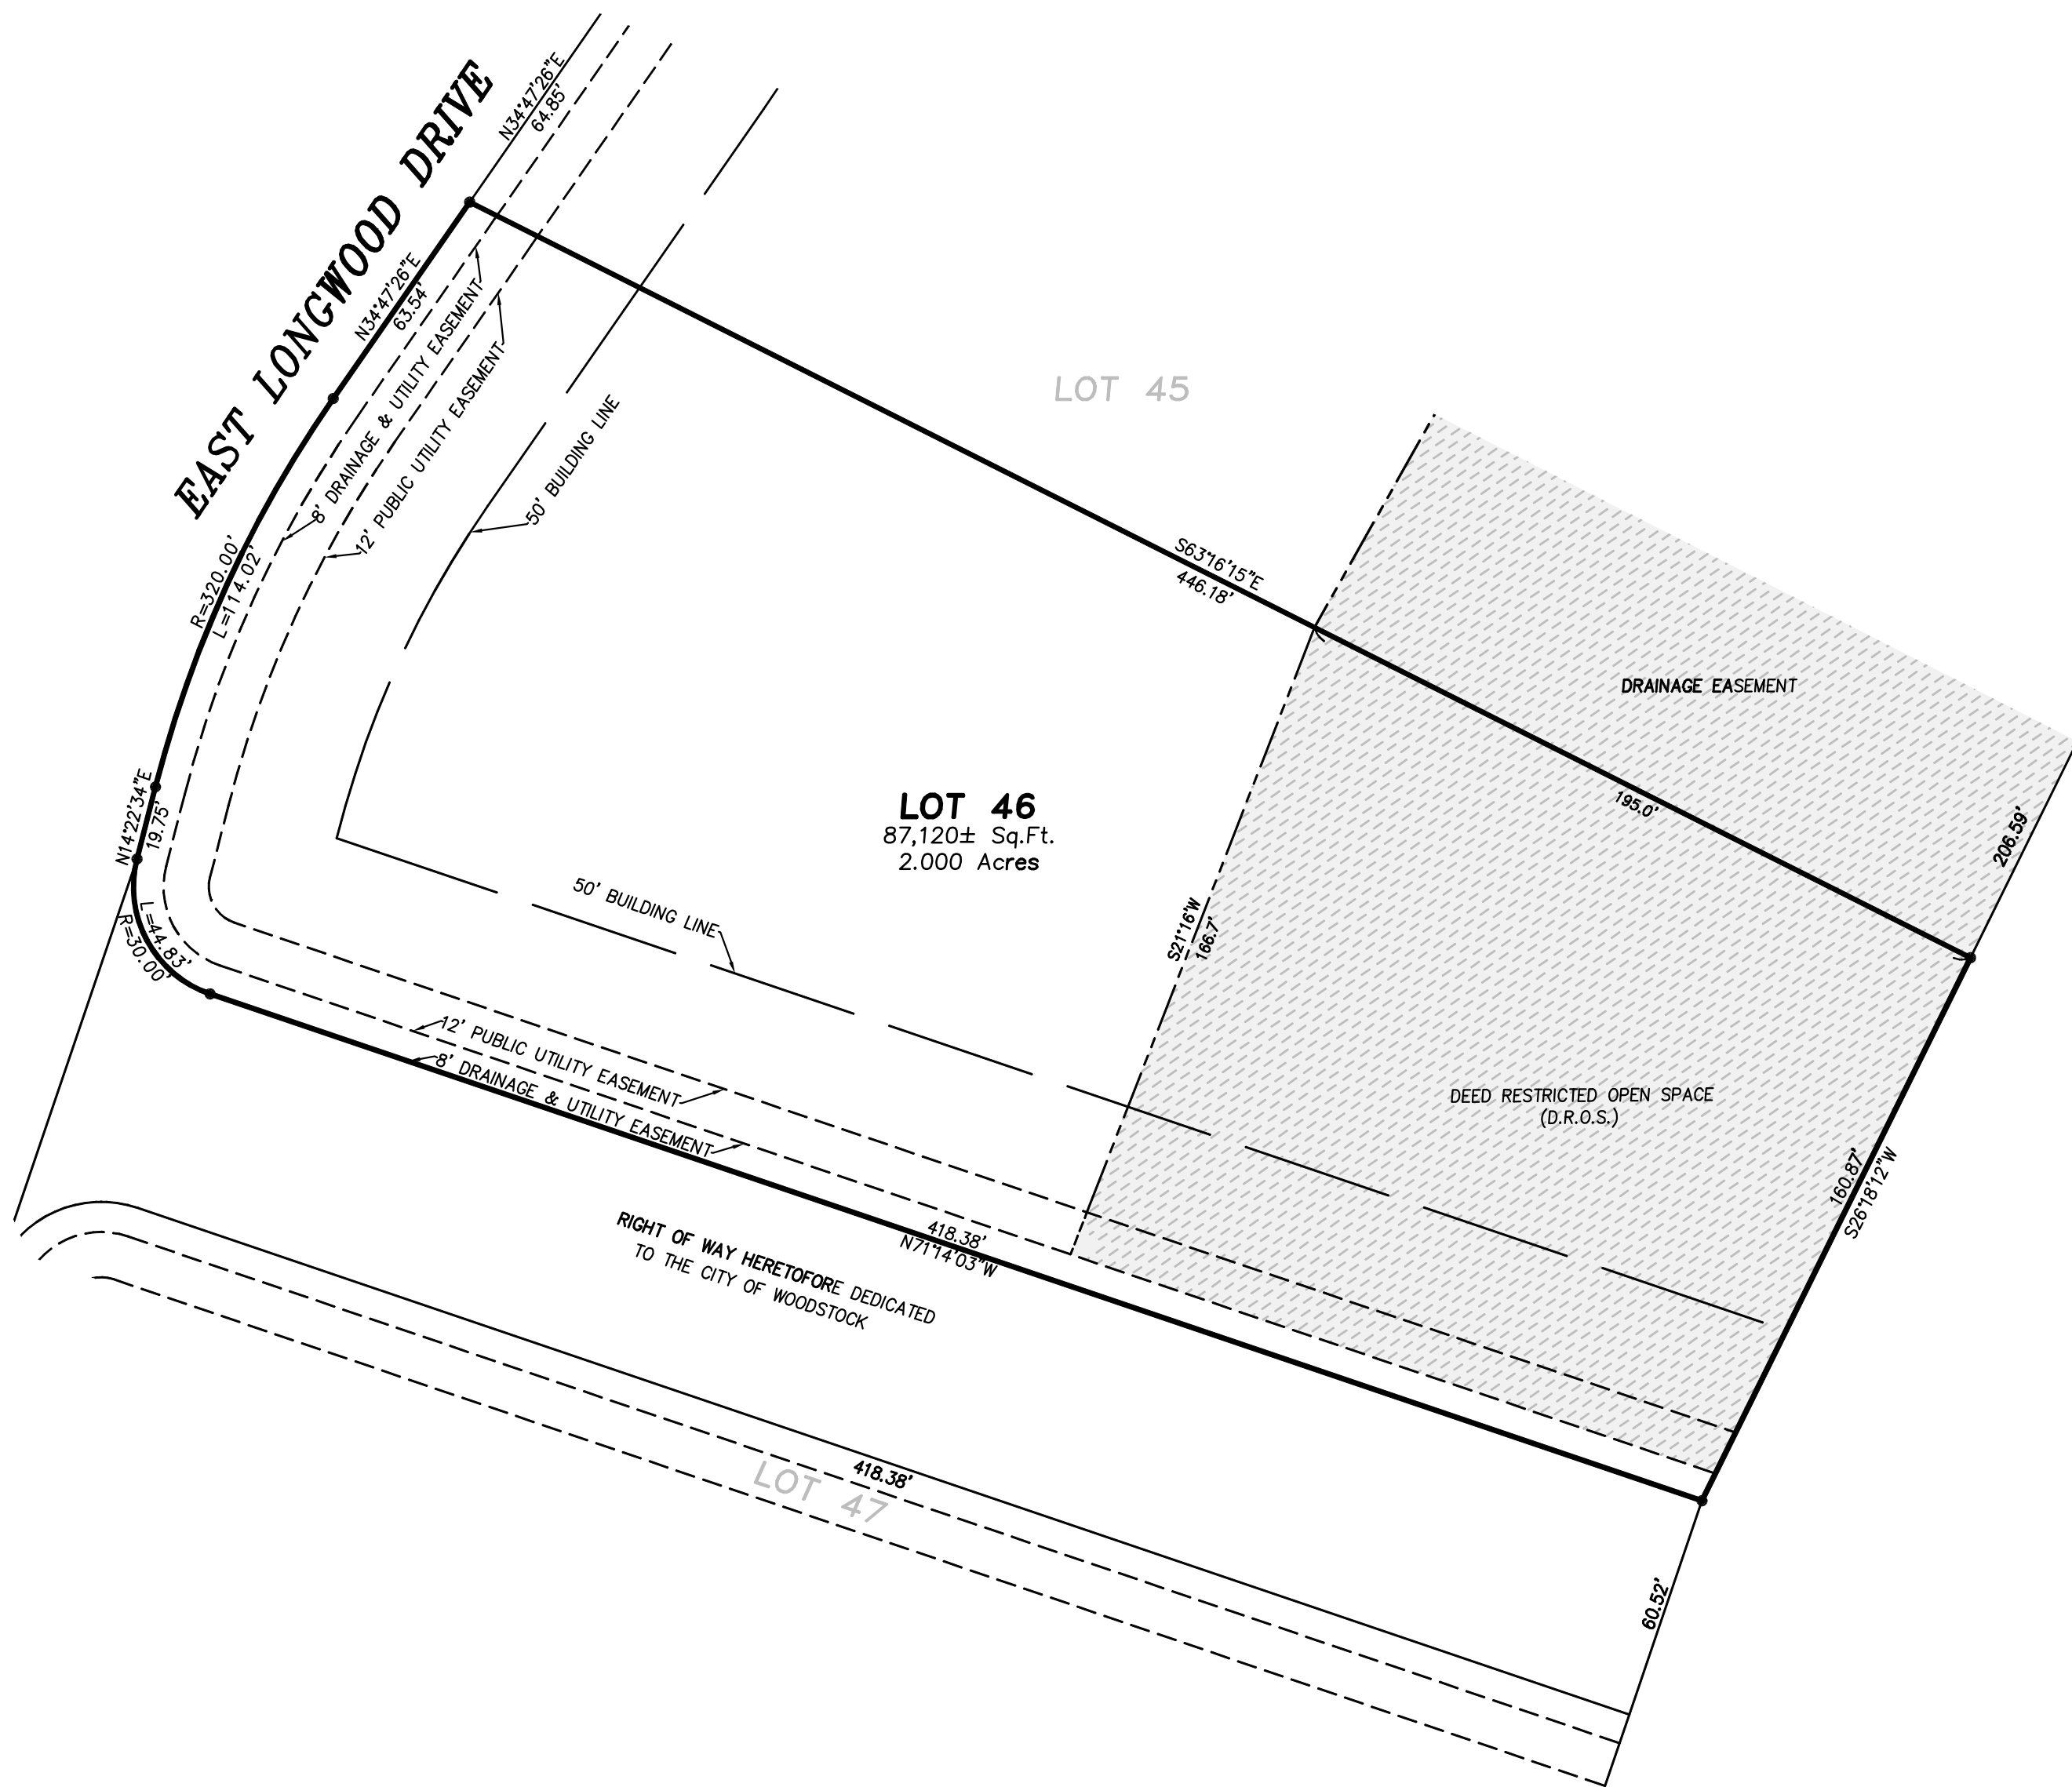 N34°47'26"E
64.85'
EAST LONGWOOD DRIVE
N34°47'26"E
63.54'
8' DRAINAGE & UTILITY EASEMENT
12' PUBLIC UTILITY EASEMENT
50' BUILDING LINE
LOT 45
R=320.00'
L=114.02'
S63°16'15"E
446.18'
DRAINAGE EASEMENT
195.0'
206.59'
N14°22'34"E
19.75'
LOT 46
87,120± Sq.Ft.
2.000 Acres
50' BUILDING LINE
L=44.83'
R=30.00'
S21°16'W
166.7'
12' PUBLIC UTILITY EASEMENT
8' DRAINAGE & UTILITY EASEMENT
DEED RESTRICTED OPEN SPACE
(D.R.O.S.)
160.87'
S26°18'12"W
418.38'
N71°14'03"W
RIGHT OF WAY HERETOFORE DEDICATED
TO THE CITY OF WOODSTOCK
418.38'
LOT 47
60.52'